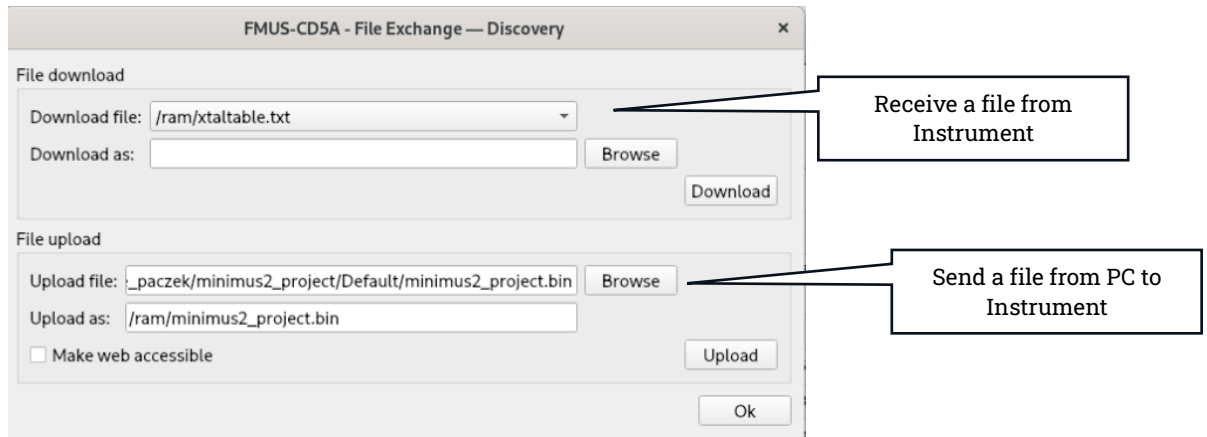 FMUS-CD5A - File Exchange — Discovery ×
File download
Download file: /ram/xtaltable.txt
Download as: Browse
Download
File upload
Upload file: _paczek/minimus2_project/Default/minimus2_project.bin Browse
Upload as: /ram/minimus2_project.bin
Make web accessible Upload
Ok
Receive a file from
Instrument
Send a file from PC to
Instrument